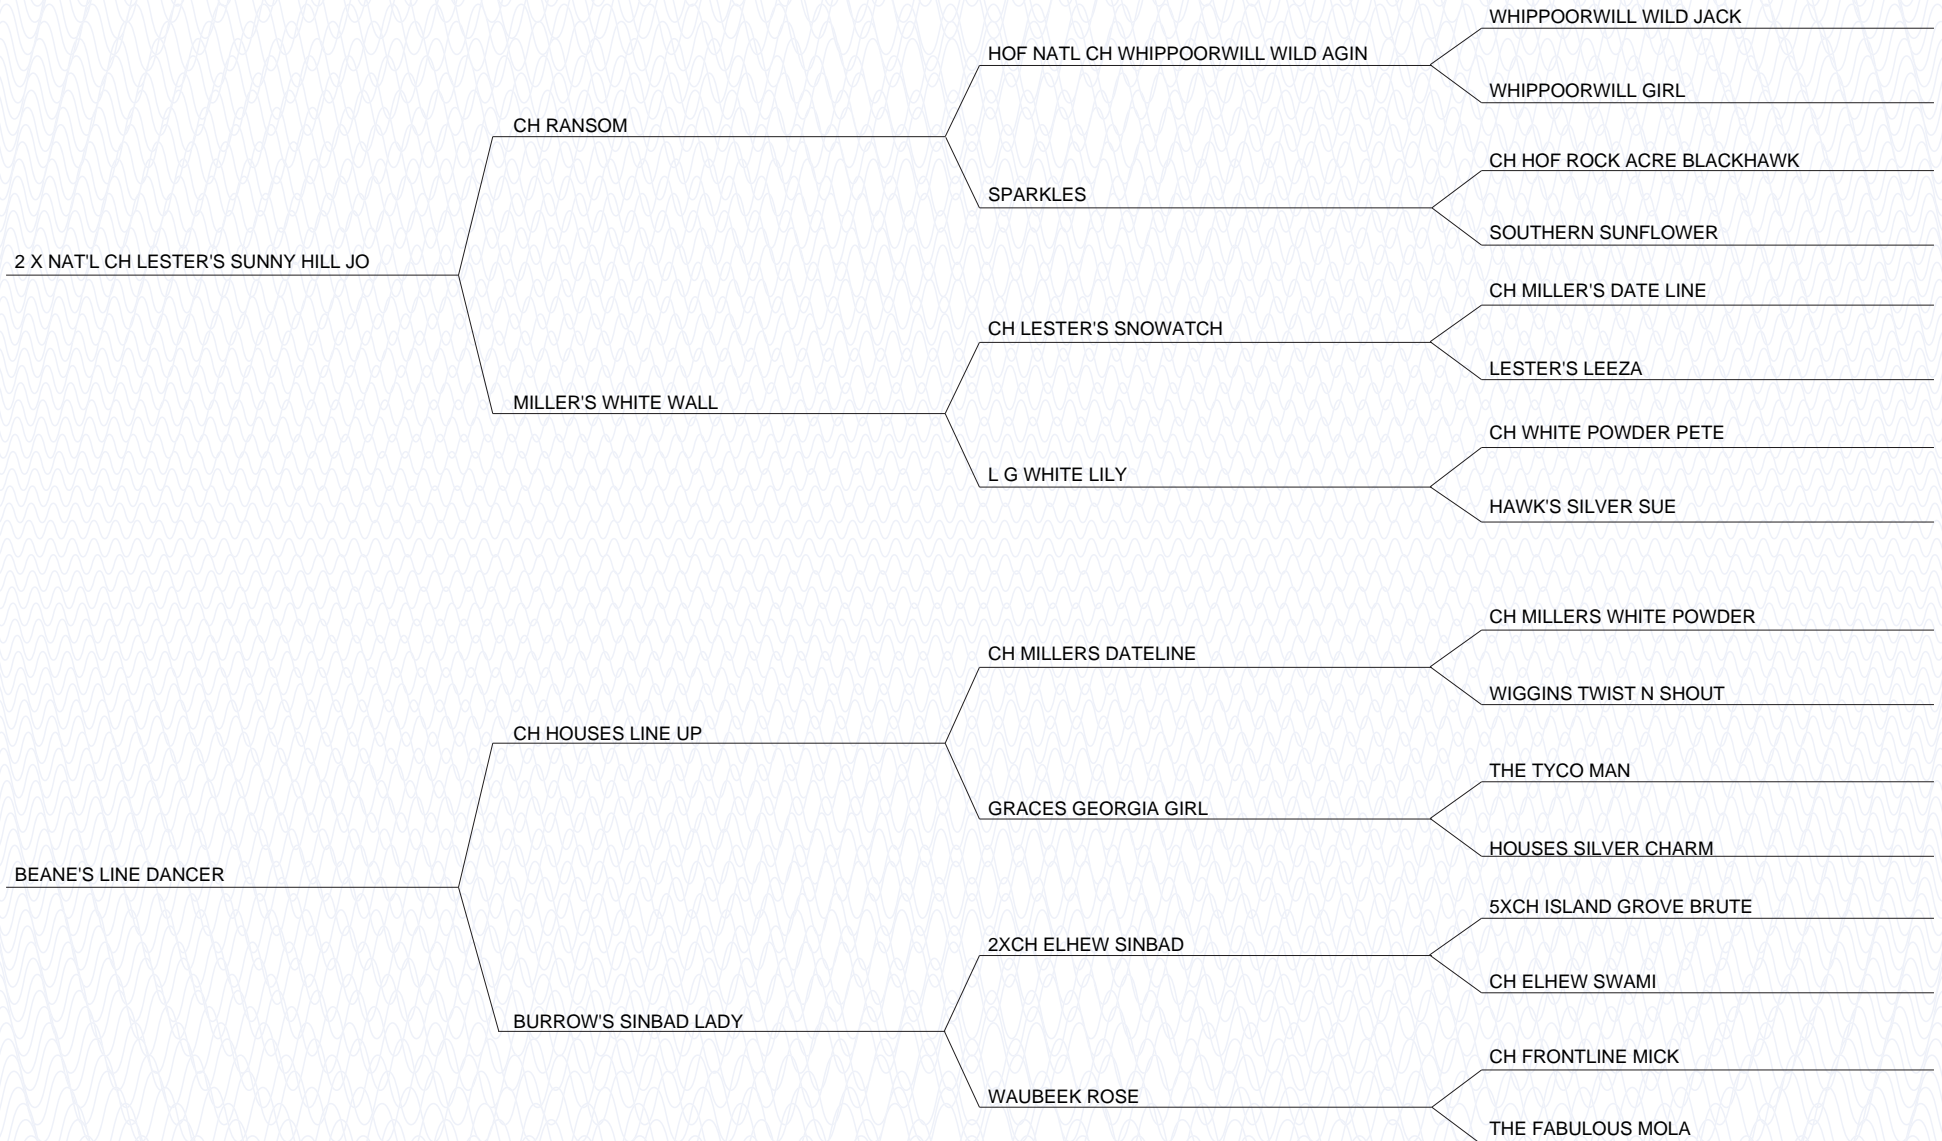 WHIPPOORWILL WILD JACK
HOF NATL CH WHIPPOORWILL WILD AGIN
WHIPPOORWILL GIRL
CH RANSOM
CH HOF ROCK ACRE BLACKHAWK
SPARKLES
SOUTHERN SUNFLOWER
2 X NAT'L CH LESTER'S SUNNY HILL JO
CH MILLER'S DATE LINE
CH LESTER'S SNOWATCH
LESTER'S LEEZA
MILLER'S WHITE WALL
CH WHITE POWDER PETE
L G WHITE LILY
HAWK'S SILVER SUE
CH MILLERS WHITE POWDER
CH MILLERS DATELINE
WIGGINS TWIST N SHOUT
CH HOUSES LINE UP
THE TYCO MAN
GRACES GEORGIA GIRL
HOUSES SILVER CHARM
BEANE'S LINE DANCER
5XCH ISLAND GROVE BRUTE
2XCH ELHEW SINBAD
CH ELHEW SWAMI
BURROW'S SINBAD LADY
CH FRONTLINE MICK
WAUBEEK ROSE
THE FABULOUS MOLA